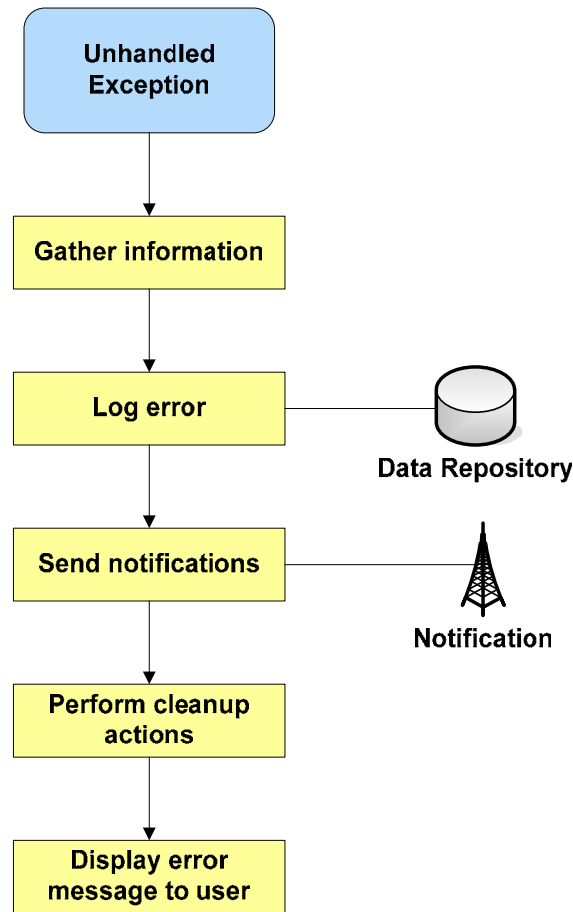 Unhandled
Exception
Gather information
Log error
Data Repository
Send notifications
Notification
Perform cleanup
actions
Display error
message to user